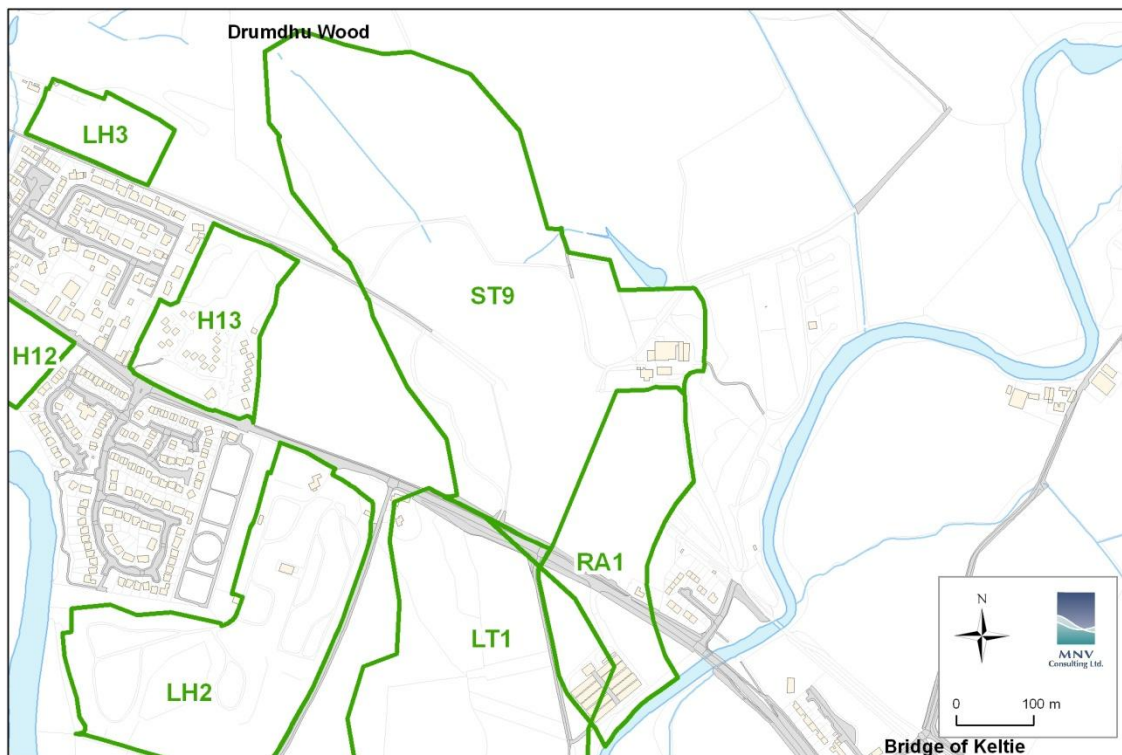 Drumdhu Wood
LH3
ST9
H13
H12
RA1
LT1
LH2
N
MNV
Consulting Ltd.
0 100 m
Bridge of Keltie